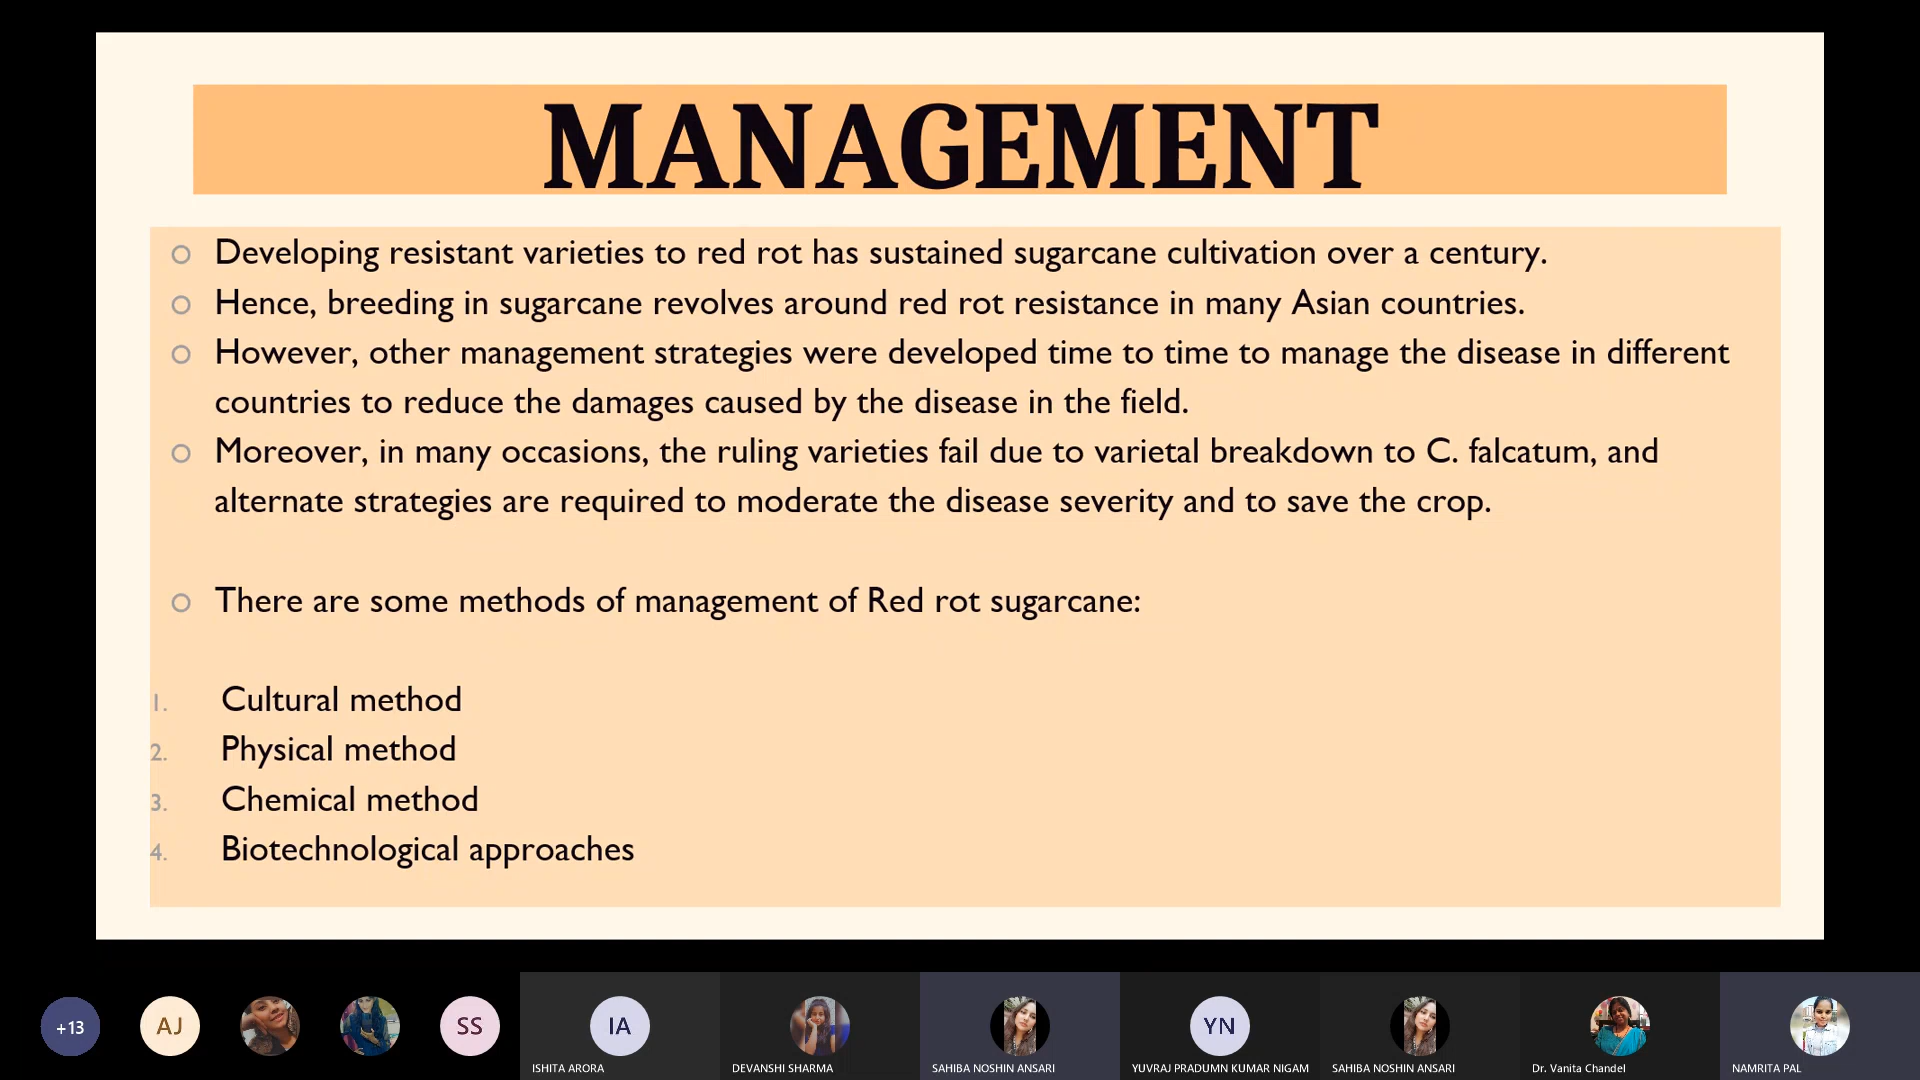 MANAGEMENT
Developing resistant varieties to red rot has sustained sugarcane cultivation over a century.
Hence, breeding in sugarcane revolves around red rot resistance in many Asian countries.
However, other management strategies were developed time to time to manage the disease in different
countries to reduce the damages caused by the disease in the field.
Moreover, in many occasions, the ruling varieties fail due to varietal breakdown to C. falcatum, and
alternate strategies are required to moderate the disease severity and to save the crop.
There are some methods of management of Red rot sugarcane:
1. Cultural method
2. Physical method
3. Chemical method
4. Biotechnological approaches
+13 AJ SS IA YN
ISHITA ARORA DEVANSHI SHARMA SAHIBA NOSHIN ANSARI YUVRAJ PRADUMN KUMAR NIGAM SAHIBA NOSHIN ANSARI Dr. Vanita Chandel NAMRITA PAL